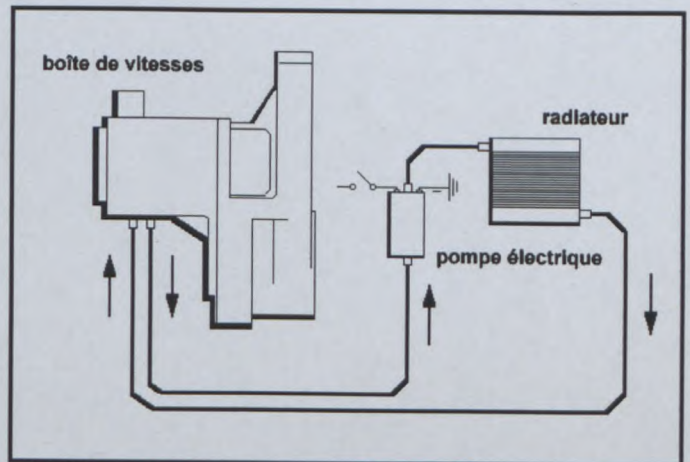 boîte de vitesses
radiateur
pompe électrique